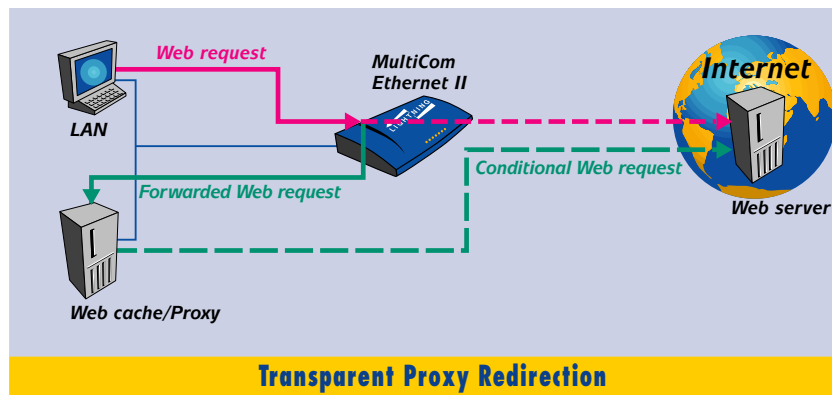 Web request
MultiCom
Ethernet II
Internet
LAN
LIGHTNING
Forwarded Web request
Conditional Web request
Web server
Web cache/Proxy
Transparent Proxy Redirection